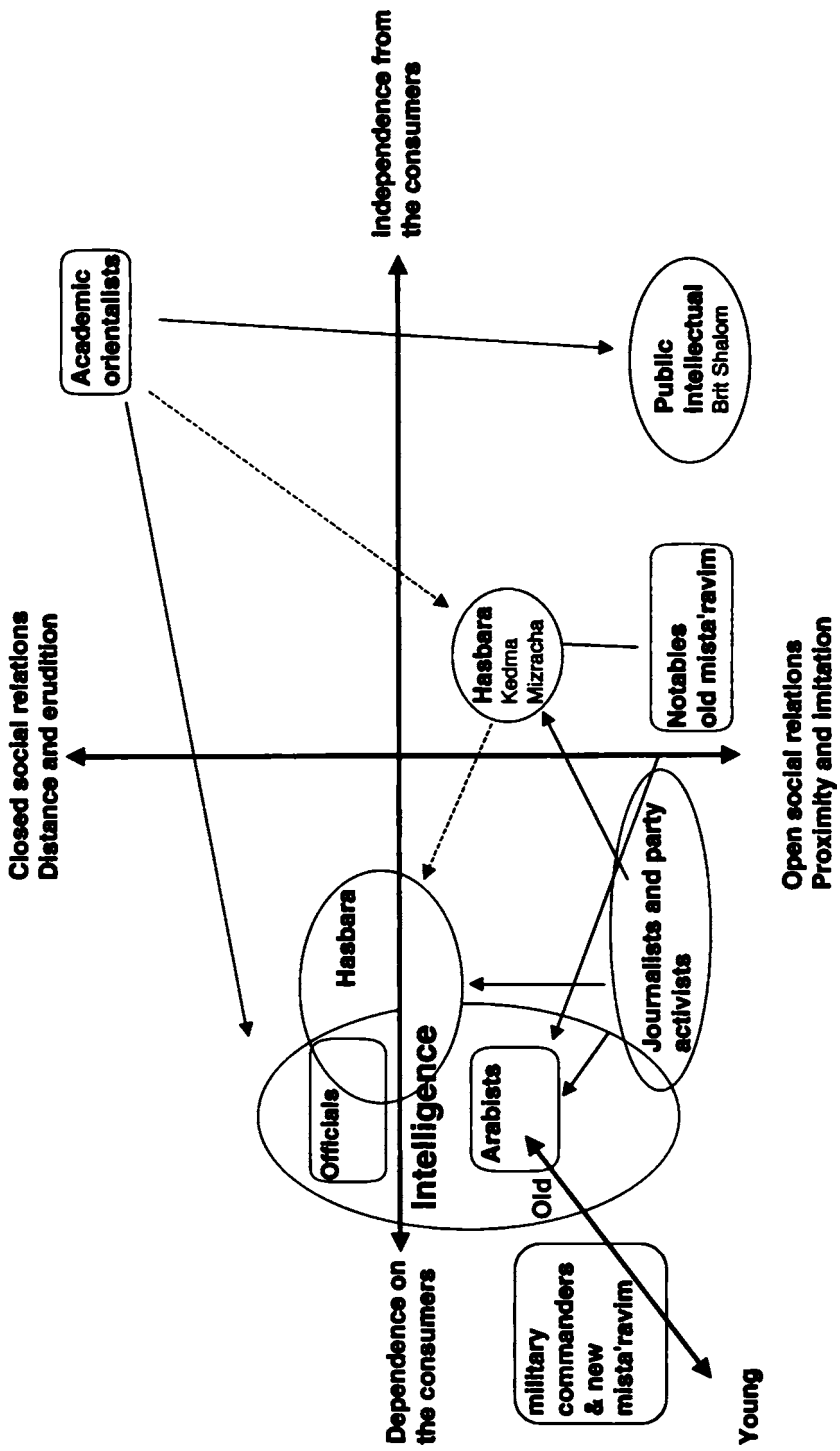 Closed social relations
Distance and erudition
Academic
orientalists
Officials
Hasbara
Dependence on
the consumers
Intelligence
independence from
the consumers
Hasbara
Kedma
Mizracha
Arabists
Old
military
commanders
& new
mista'ravim
Journalists and party
activists
Notables
old mista'ravim
Public
intellectual
Brit Shalom
Young
Open social relations
Proximity and imitation